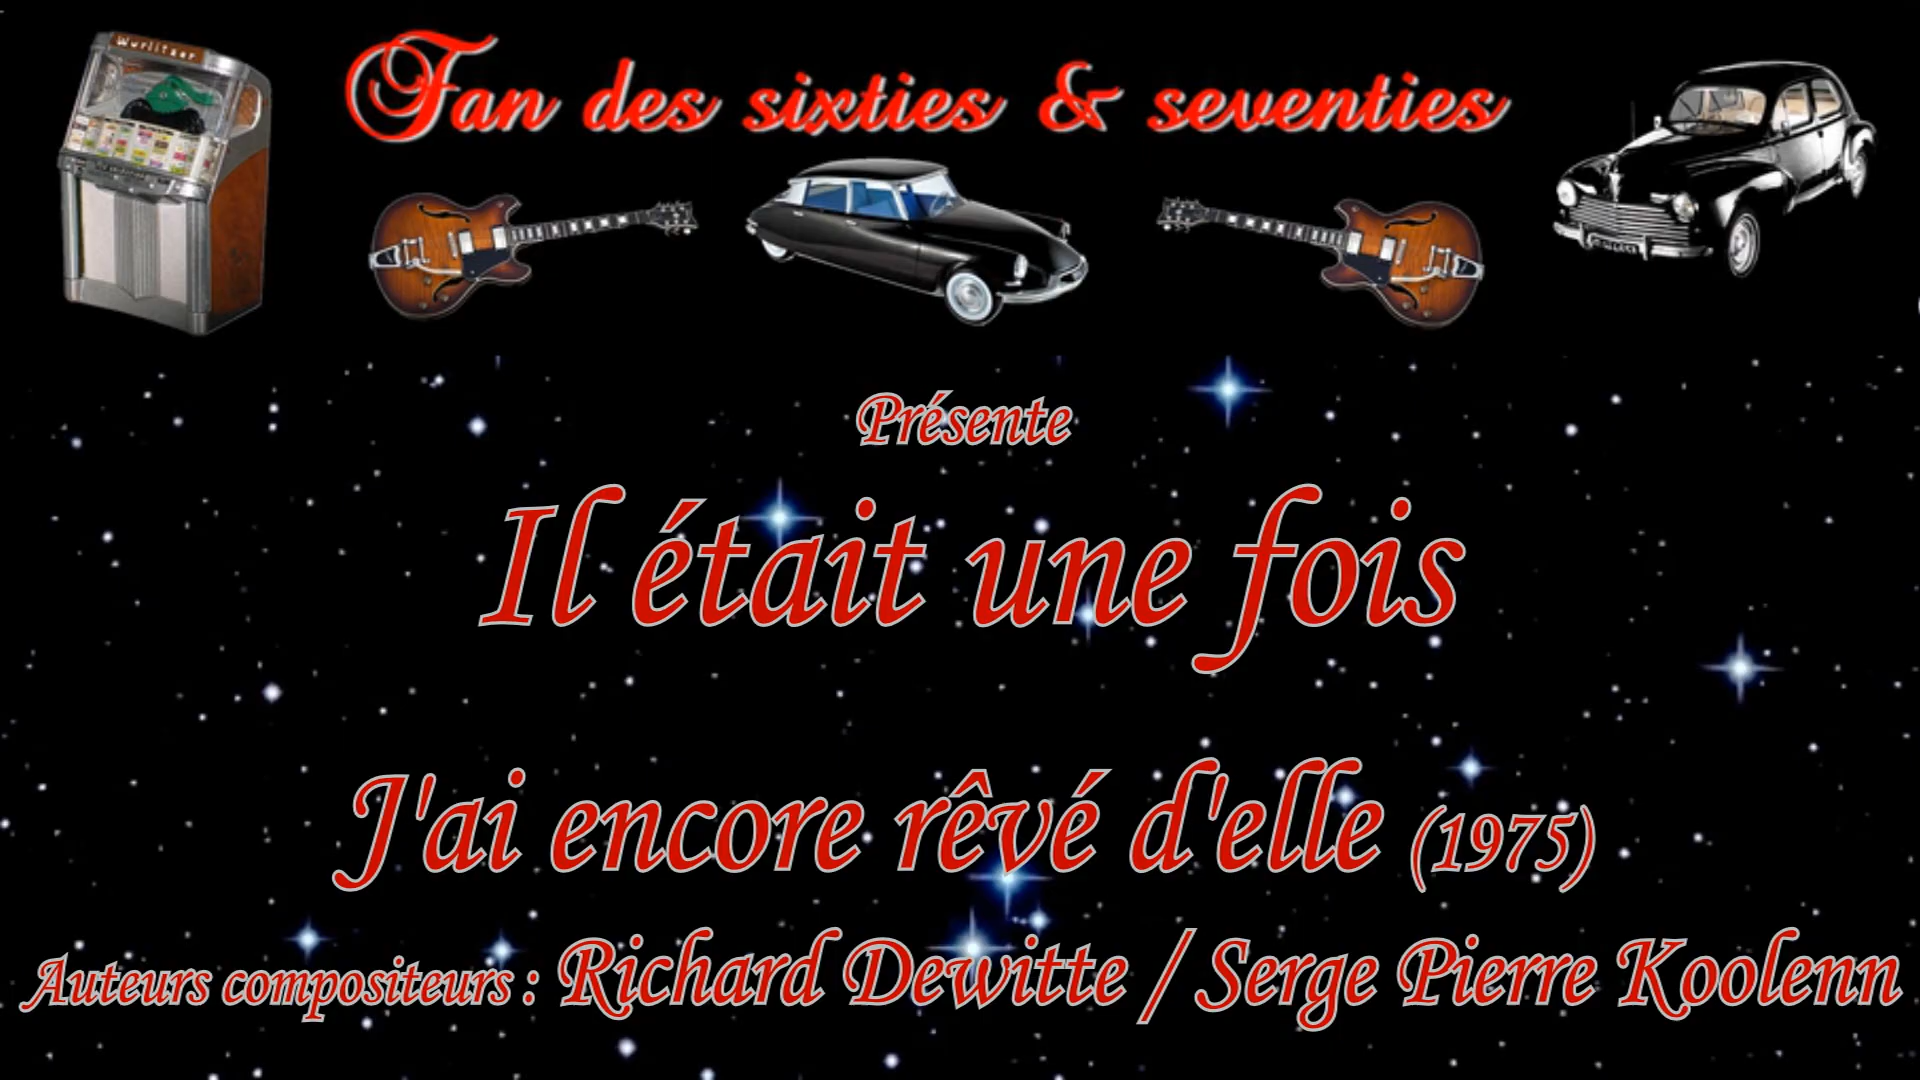 Wurlitzer
Fan des sixties & seventies
Présente
Il était une fois
J'ai encore rêvé d'elle (1975)
Auteurs compositeurs : Richard Dewitte / Serge Pierre Koolenn